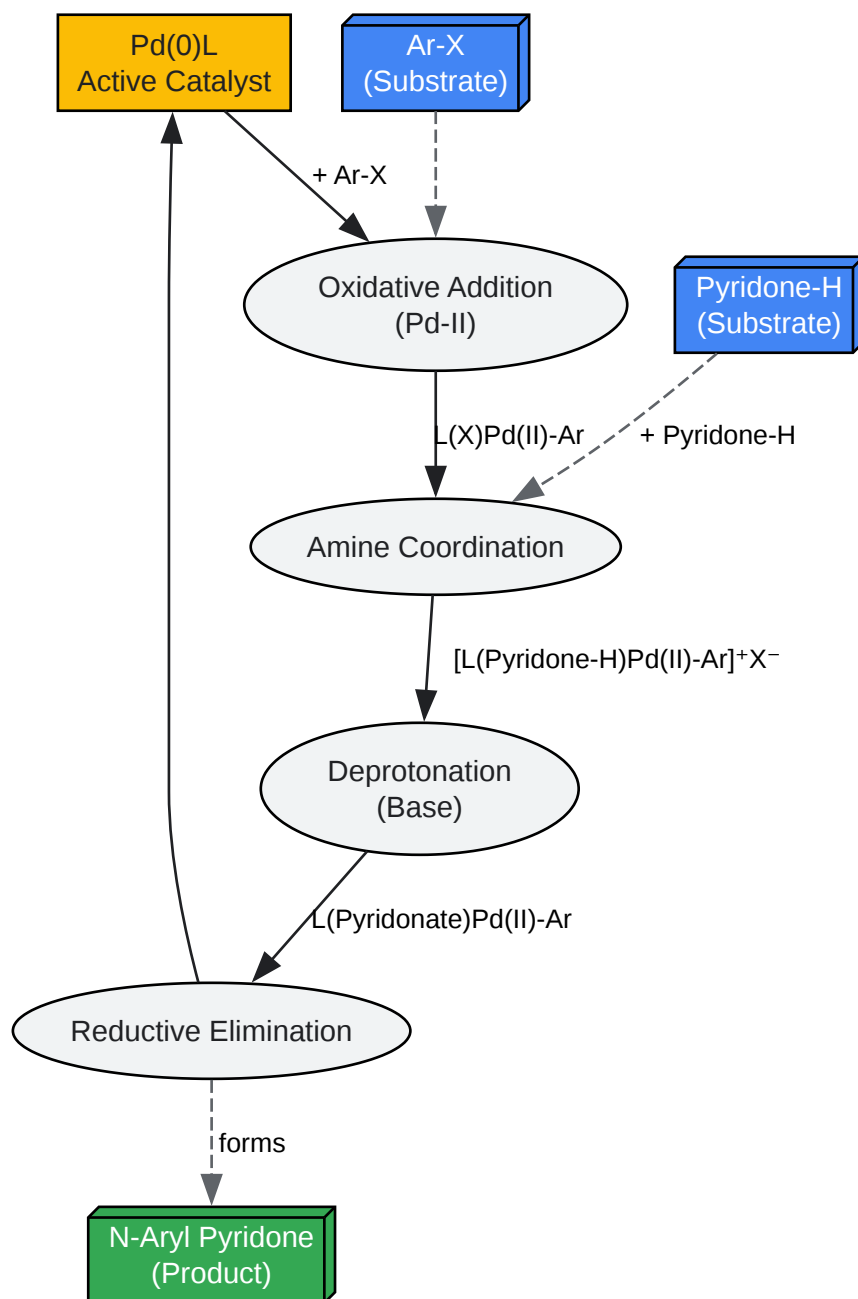 Pd(0)L
Active Catalyst
Ar-X
(Substrate)
+ Ar-X
Oxidative Addition
(Pd-II)
Pyridone-H
(Substrate)
L(X)Pd(II)-Ar
+ Pyridone-H
Amine Coordination
[L(Pyridone-H)Pd(II)-Ar]⁺X⁻
Deprotonation
(Base)
L(Pyridonate)Pd(II)-Ar
Reductive Elimination
forms
N-Aryl Pyridone
(Product)